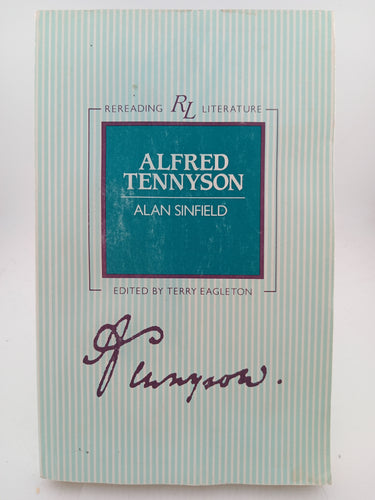 REREADING RL LITERATURE
ALFRED
TENNYSON
ALAN SINFIELD
EDITED BY TERRY EAGLETON
A Tennyson.